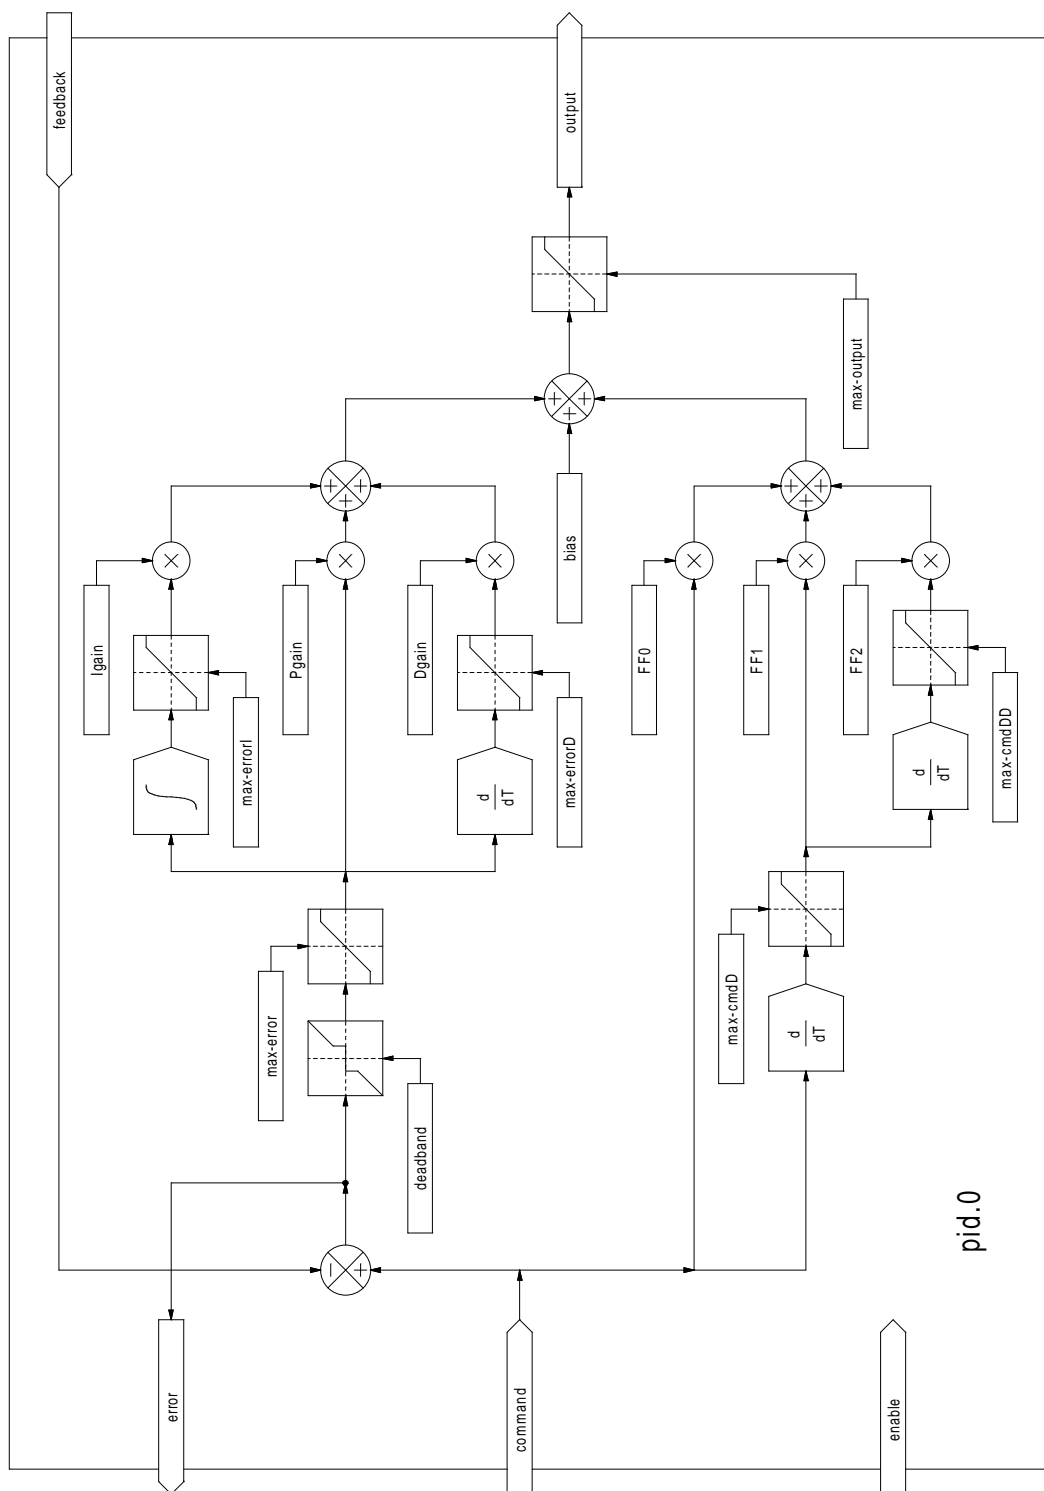 feedback
Igain
error
max-errorI
max-error
Pgain
deadband
Dgain
d
dT
command
max-errorD
bias
output
FF0
max-cmdD
FF1
d
dT
FF2
max-output
enable
d
dT
pid.0
max-cmdDD